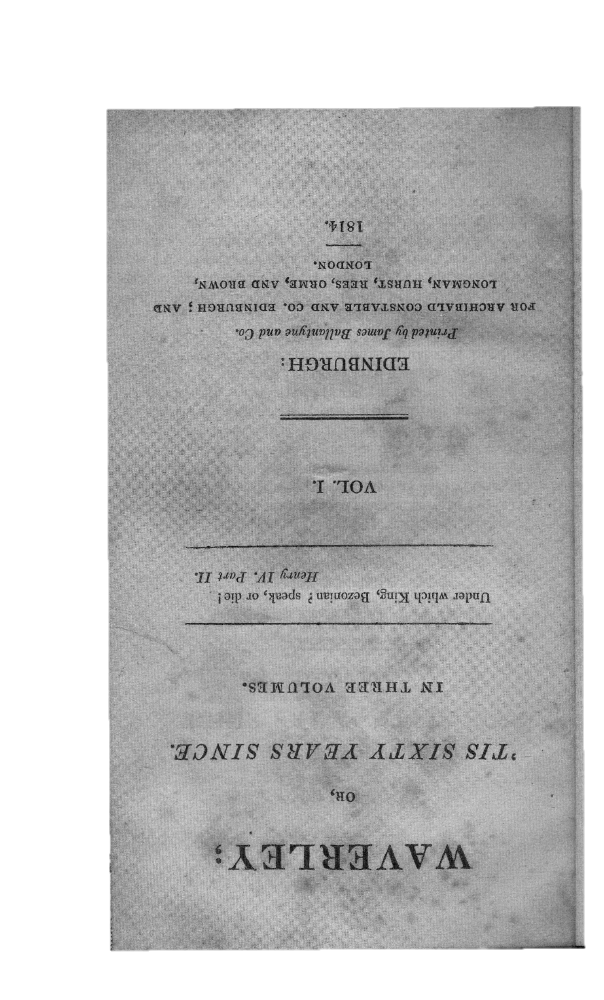 WAVERLEY;
OR,
'TIS SIXTY YEARS SINCE.
IN THREE VOLUMES.
Under which King, Bezonian? speak, or die!
Henry IV. Part II.
VOL. I.
EDINBURGH:
Printed by James Ballantyne and Co.
FOR ARCHIBALD CONSTABLE AND CO. EDINBURGH; AND
LONGMAN, HURST, REES, ORME, AND BROWN,
LONDON.
1814.